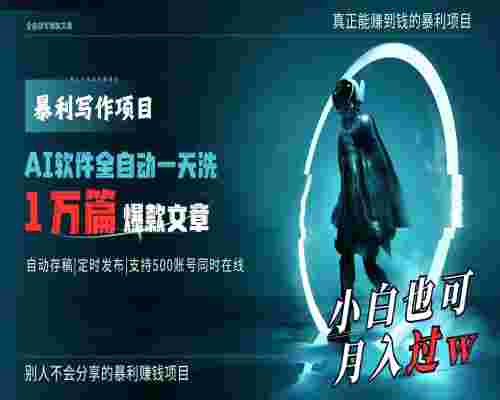 真正能赚到钱的暴利项目
暴利写作项目
AI软件全自动一天洗
1万篇 爆款文章
自动存稿|定时发布|支持500账号同时在线
小白也可
月入过w
别人不会分享的暴利赚钱项目